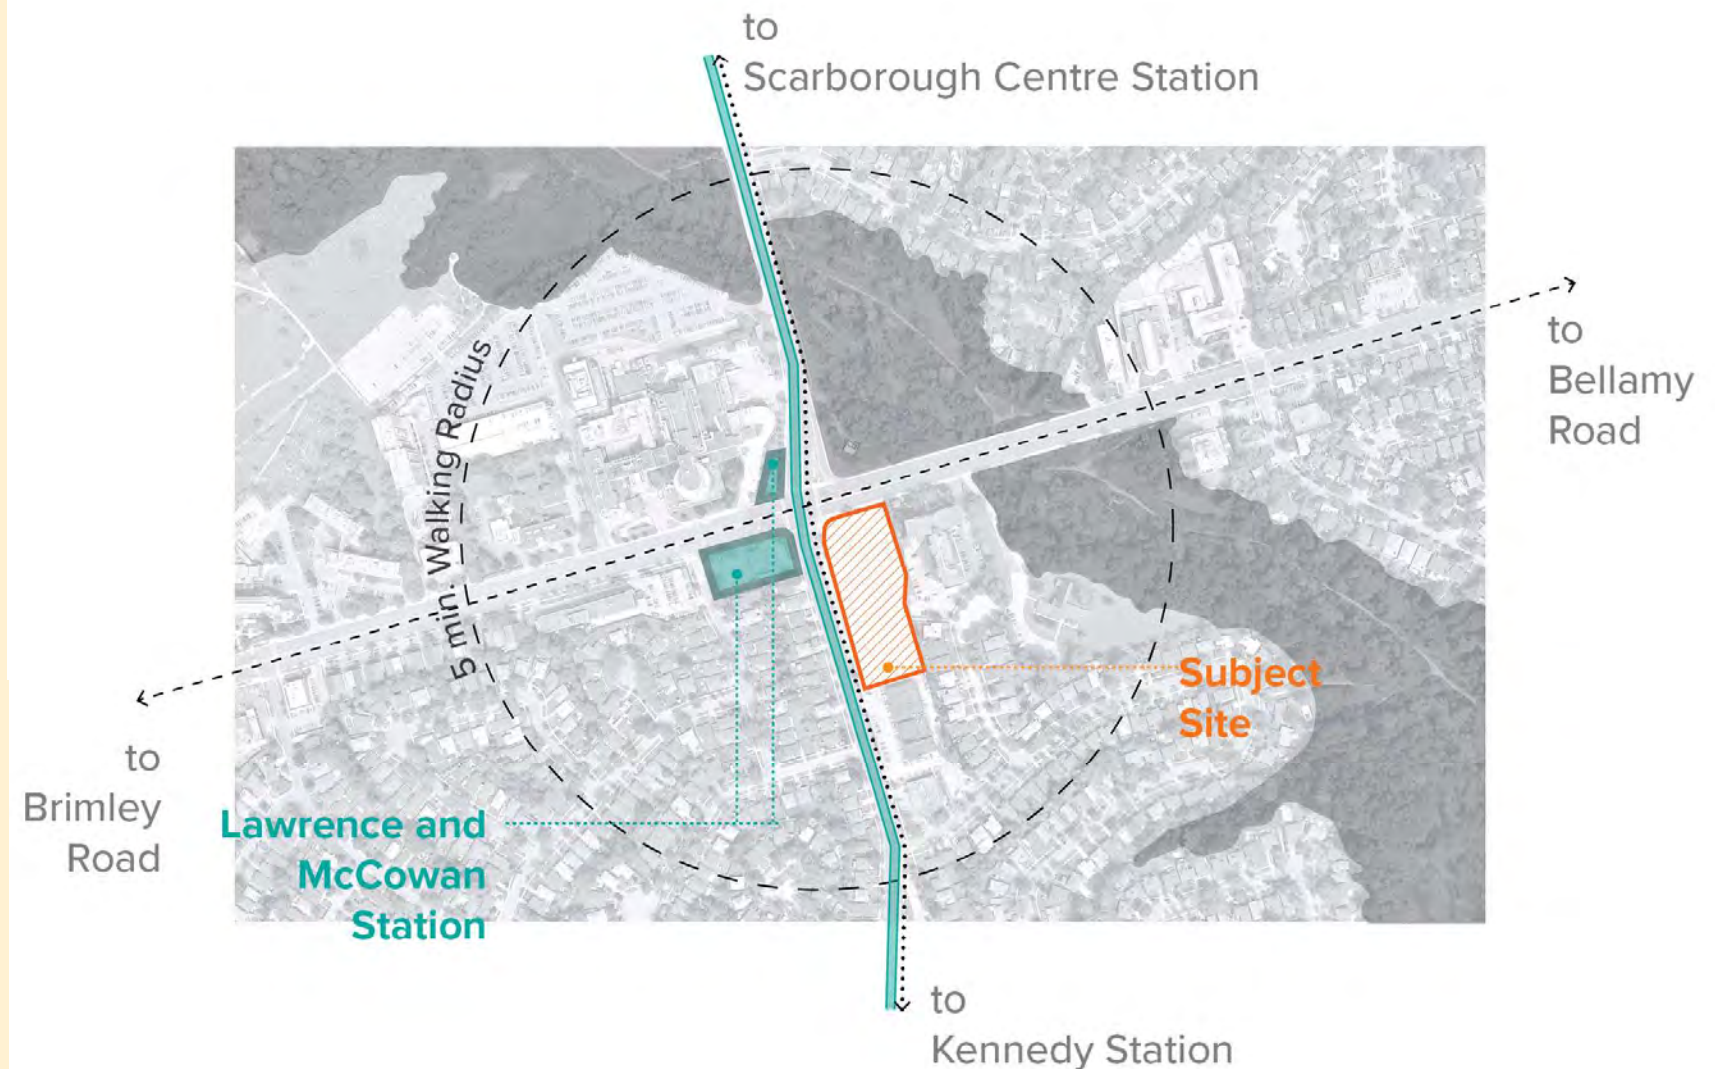 to
Scarborough Centre Station
5 min. Walking Radius
to
Bellamy
Road
Subject
Site
to
Brimley
Road
Lawrence and
McCowan
Station
to
Kennedy Station